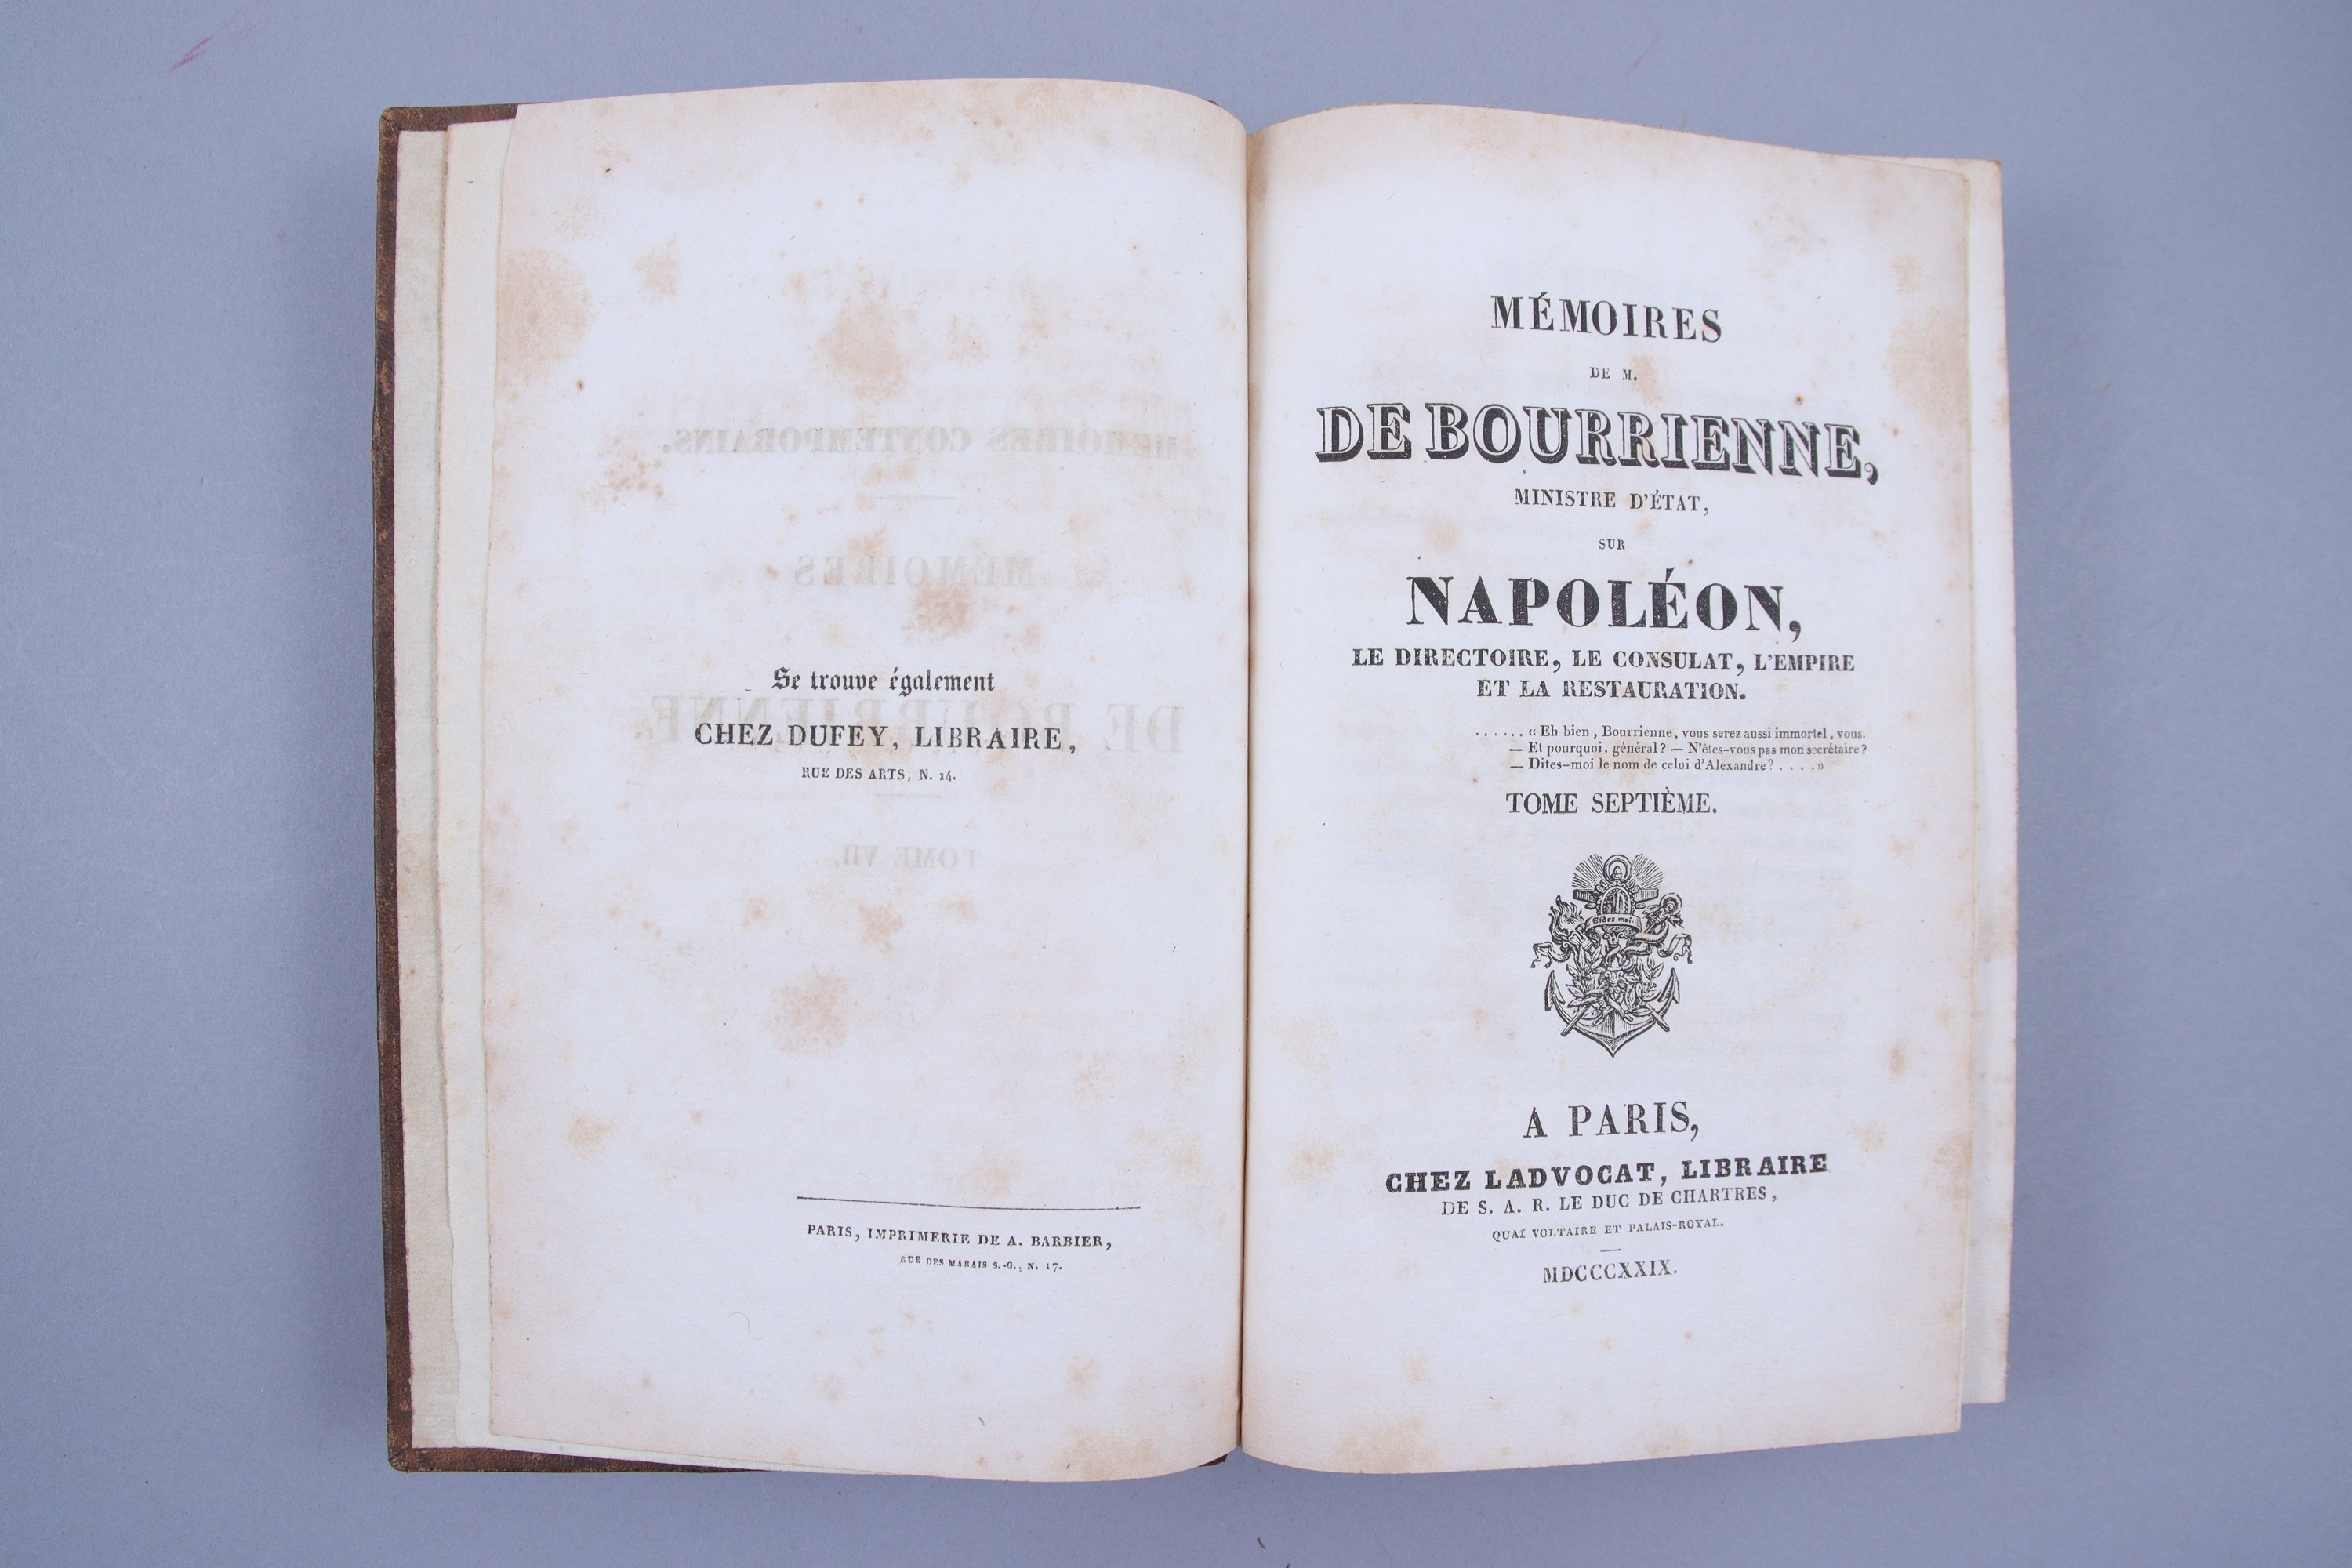 Se trouve également
CHEZ DUFEY, LIBRAIRE,
RUE DES ARTS, N. 14.
PARIS, IMPRIMERIE DE A. BARBIER,
RUE DES MARAIS S.-G., N. 17.
MÉMOIRES
DE M.
DE BOURRIENNE,
MINISTRE D'ÉTAT,
SUR
NAPOLÉON,
LE DIRECTOIRE, LE CONSULAT, L'EMPIRE
ET LA RESTAURATION.
...... « Eh bien, Bourrienne, vous serez aussi immortel, vous.
— Et pourquoi, général? — N'êtes-vous pas mon secrétaire?
— Dites-moi le nom de celui d'Alexandre? .... »
TOME SEPTIÈME.
Aidez moi.
A PARIS,
CHEZ LADVOCAT, LIBRAIRE
DE S. A. R. LE DUC DE CHARTRES,
QUAI VOLTAIRE ET PALAIS-ROYAL.
MDCCCXXIX.